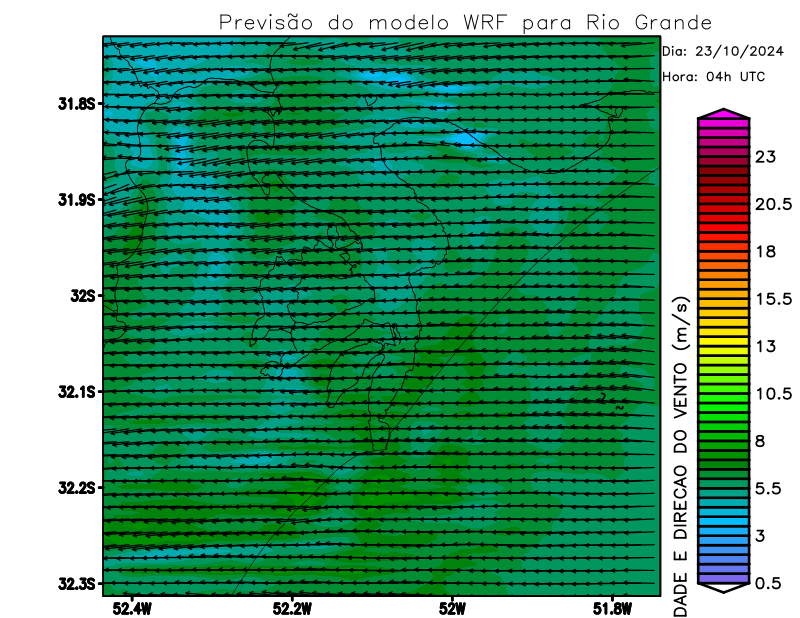 Previsão do modelo WRF para Rio Grande
Dia: 23/10/2024
Hora: 04h UTC
31.8S
31.9S
32S
32.1S
32.2S
32.3S
52.4W
52.2W
52W
51.8W
23
20.5
18
15.5
13
10.5
8
5.5
3
0.5
DADE E DIRECAO DO VENTO (m/s)